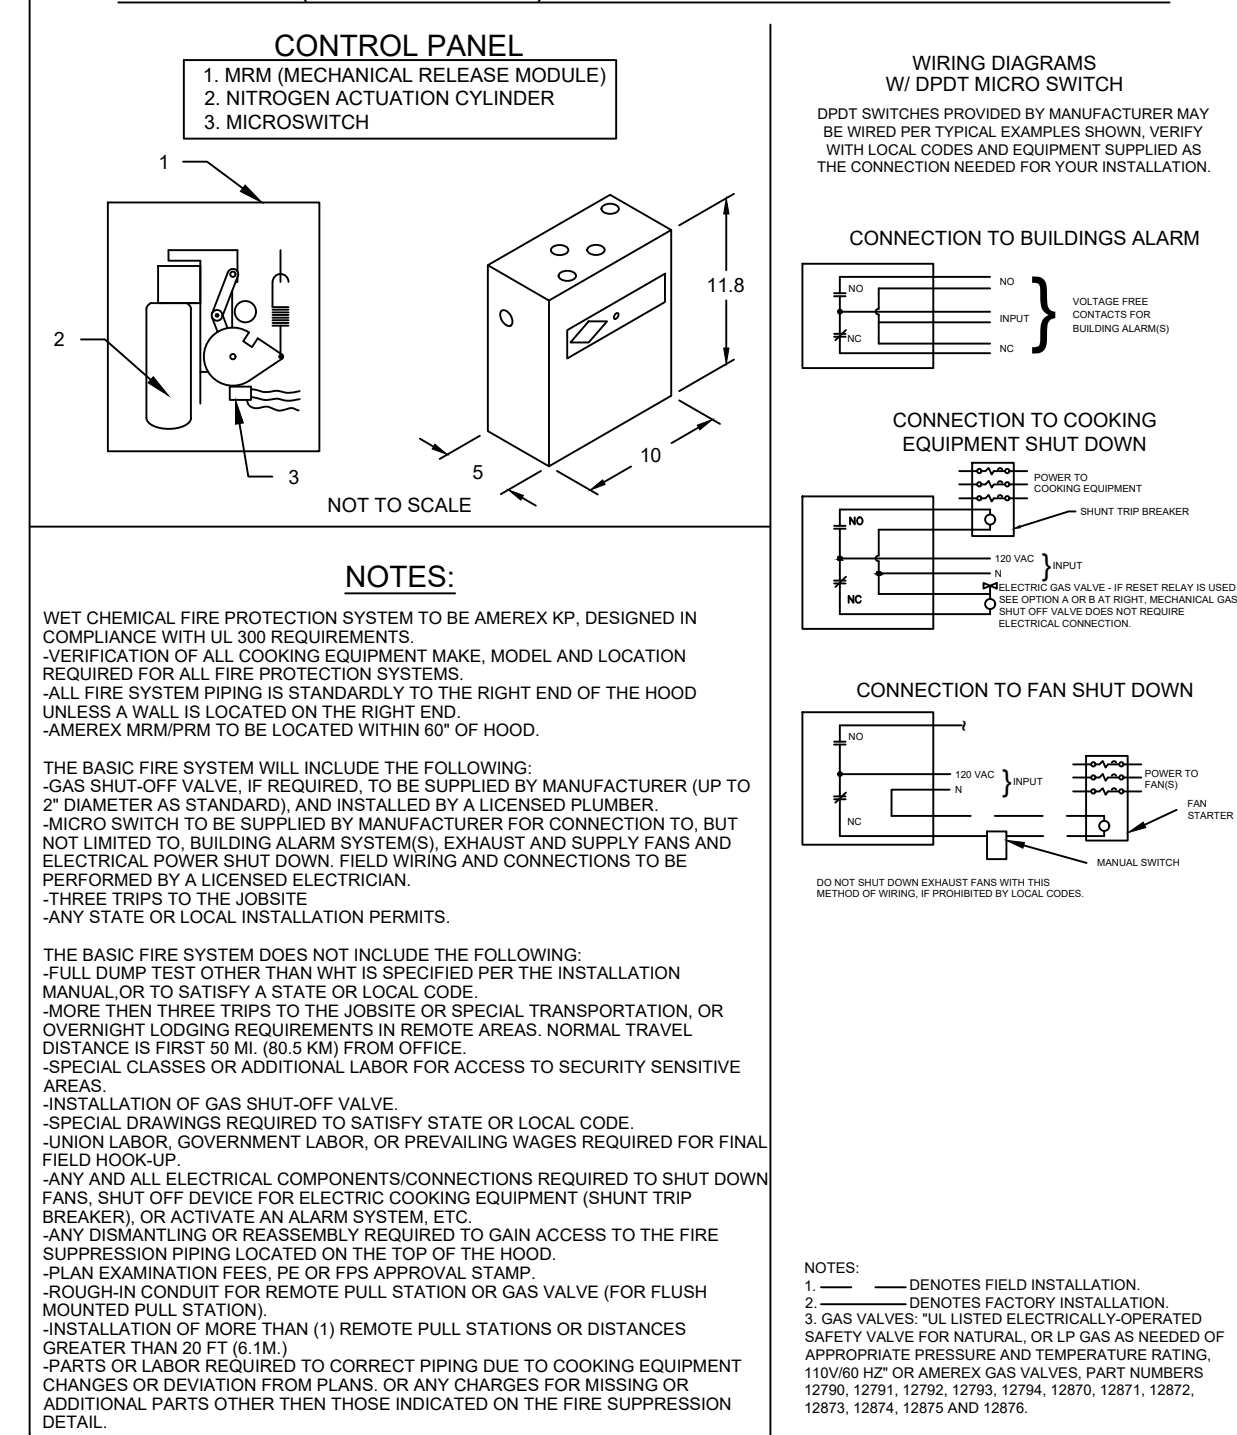 CONTROL PANEL
1. MRM (MECHANICAL RELEASE MODULE)
2. NITROGEN ACTUATION CYLINDER
3. MICROSWITCH
1
2
3
11.8
10
5
NOT TO SCALE
NOTES:
WET CHEMICAL FIRE PROTECTION SYSTEM TO BE AMEREX KP, DESIGNED IN
COMPLIANCE WITH UL 300 REQUIREMENTS.
-VERIFICATION OF ALL COOKING EQUIPMENT MAKE, MODEL AND LOCATION
REQUIRED FOR ALL FIRE PROTECTION SYSTEMS.
-ALL FIRE SYSTEM PIPING IS STANDARDLY TO THE RIGHT END OF THE HOOD
UNLESS A WALL IS LOCATED ON THE RIGHT END.
-AMEREX MRM/PRM TO BE LOCATED WITHIN 60" OF HOOD.
THE BASIC FIRE SYSTEM WILL INCLUDE THE FOLLOWING:
-GAS SHUT-OFF VALVE, IF REQUIRED, TO BE SUPPLIED BY MANUFACTURER (UP TO
2" DIAMETER AS STANDARD), AND INSTALLED BY A LICENSED PLUMBER.
-MICRO SWITCH TO BE SUPPLIED BY MANUFACTURER FOR CONNECTION TO, BUT
NOT LIMITED TO, BUILDING ALARM SYSTEM(S), EXHAUST AND SUPPLY FANS AND
ELECTRICAL POWER SHUT DOWN. FIELD WIRING AND CONNECTIONS TO BE
PERFORMED BY A LICENSED ELECTRICIAN.
-THREE TRIPS TO THE JOBSITE
-ANY STATE OR LOCAL INSTALLATION PERMITS.
THE BASIC FIRE SYSTEM DOES NOT INCLUDE THE FOLLOWING:
-FULL DUMP TEST OTHER THAN WHT IS SPECIFIED PER THE INSTALLATION
MANUAL,OR TO SATISFY A STATE OR LOCAL CODE.
-MORE THEN THREE TRIPS TO THE JOBSITE OR SPECIAL TRANSPORTATION, OR
OVERNIGHT LODGING REQUIREMENTS IN REMOTE AREAS. NORMAL TRAVEL
DISTANCE IS FIRST 50 MI. (80.5 KM) FROM OFFICE.
-SPECIAL CLASSES OR ADDITIONAL LABOR FOR ACCESS TO SECURITY SENSITIVE
AREAS.
-INSTALLATION OF GAS SHUT-OFF VALVE.
-SPECIAL DRAWINGS REQUIRED TO SATISFY STATE OR LOCAL CODE.
-UNION LABOR, GOVERNMENT LABOR, OR PREVAILING WAGES REQUIRED FOR FINAL
FIELD HOOK-UP.
-ANY AND ALL ELECTRICAL COMPONENTS/CONNECTIONS REQUIRED TO SHUT DOWN
FANS, SHUT OFF DEVICE FOR ELECTRIC COOKING EQUIPMENT (SHUNT TRIP
BREAKER), OR ACTIVATE AN ALARM SYSTEM, ETC.
-ANY DISMANTLING OR REASSEMBLY REQUIRED TO GAIN ACCESS TO THE FIRE
SUPPRESSION PIPING LOCATED ON THE TOP OF THE HOOD.
-PLAN EXAMINATION FEES, PE OR FPS APPROVAL STAMP.
-ROUGH-IN CONDUIT FOR REMOTE PULL STATION OR GAS VALVE (FOR FLUSH
MOUNTED PULL STATION).
-INSTALLATION OF MORE THAN (1) REMOTE PULL STATIONS OR DISTANCES
GREATER THAN 20 FT (6.1M.)
-PARTS OR LABOR REQUIRED TO CORRECT PIPING DUE TO COOKING EQUIPMENT
CHANGES OR DEVIATION FROM PLANS. OR ANY CHARGES FOR MISSING OR
ADDITIONAL PARTS OTHER THEN THOSE INDICATED ON THE FIRE SUPPRESSION
DETAIL.
WIRING DIAGRAMS
W/ DPDT MICRO SWITCH
DPDT SWITCHES PROVIDED BY MANUFACTURER MAY
BE WIRED PER TYPICAL EXAMPLES SHOWN, VERIFY
WITH LOCAL CODES AND EQUIPMENT SUPPLIED AS
THE CONNECTION NEEDED FOR YOUR INSTALLATION.
CONNECTION TO BUILDINGS ALARM
NO
NC
NO
INPUT
NC
VOLTAGE FREE
CONTACTS FOR
BUILDING ALARM(S)
CONNECTION TO COOKING
EQUIPMENT SHUT DOWN
POWER TO
COOKING EQUIPMENT
SHUNT TRIP BREAKER
NO
NC
120 VAC
N
INPUT
ELECTRIC GAS VALVE - IF RESET RELAY IS USED
SEE OPTION A OR B AT RIGHT, MECHANICAL GAS
SHUT OFF VALVE DOES NOT REQUIRE
ELECTRICAL CONNECTION.
CONNECTION TO FAN SHUT DOWN
NO
NC
120 VAC
N
INPUT
POWER TO
FAN(S)
FAN
STARTER
MANUAL SWITCH
DO NOT SHUT DOWN EXHAUST FANS WITH THIS
METHOD OF WIRING, IF PROHIBITED BY LOCAL CODES.
NOTES:
1. DENOTES FIELD INSTALLATION.
2. DENOTES FACTORY INSTALLATION.
3. GAS VALVES: "UL LISTED ELECTRICALLY-OPERATED
SAFETY VALVE FOR NATURAL, OR LP GAS AS NEEDED OF
APPROPRIATE PRESSURE AND TEMPERATURE RATING,
110V/60 HZ" OR AMEREX GAS VALVES, PART NUMBERS
12790, 12791, 12792, 12793, 12794, 12870, 12871, 12872,
12873, 12874, 12875 AND 12876.